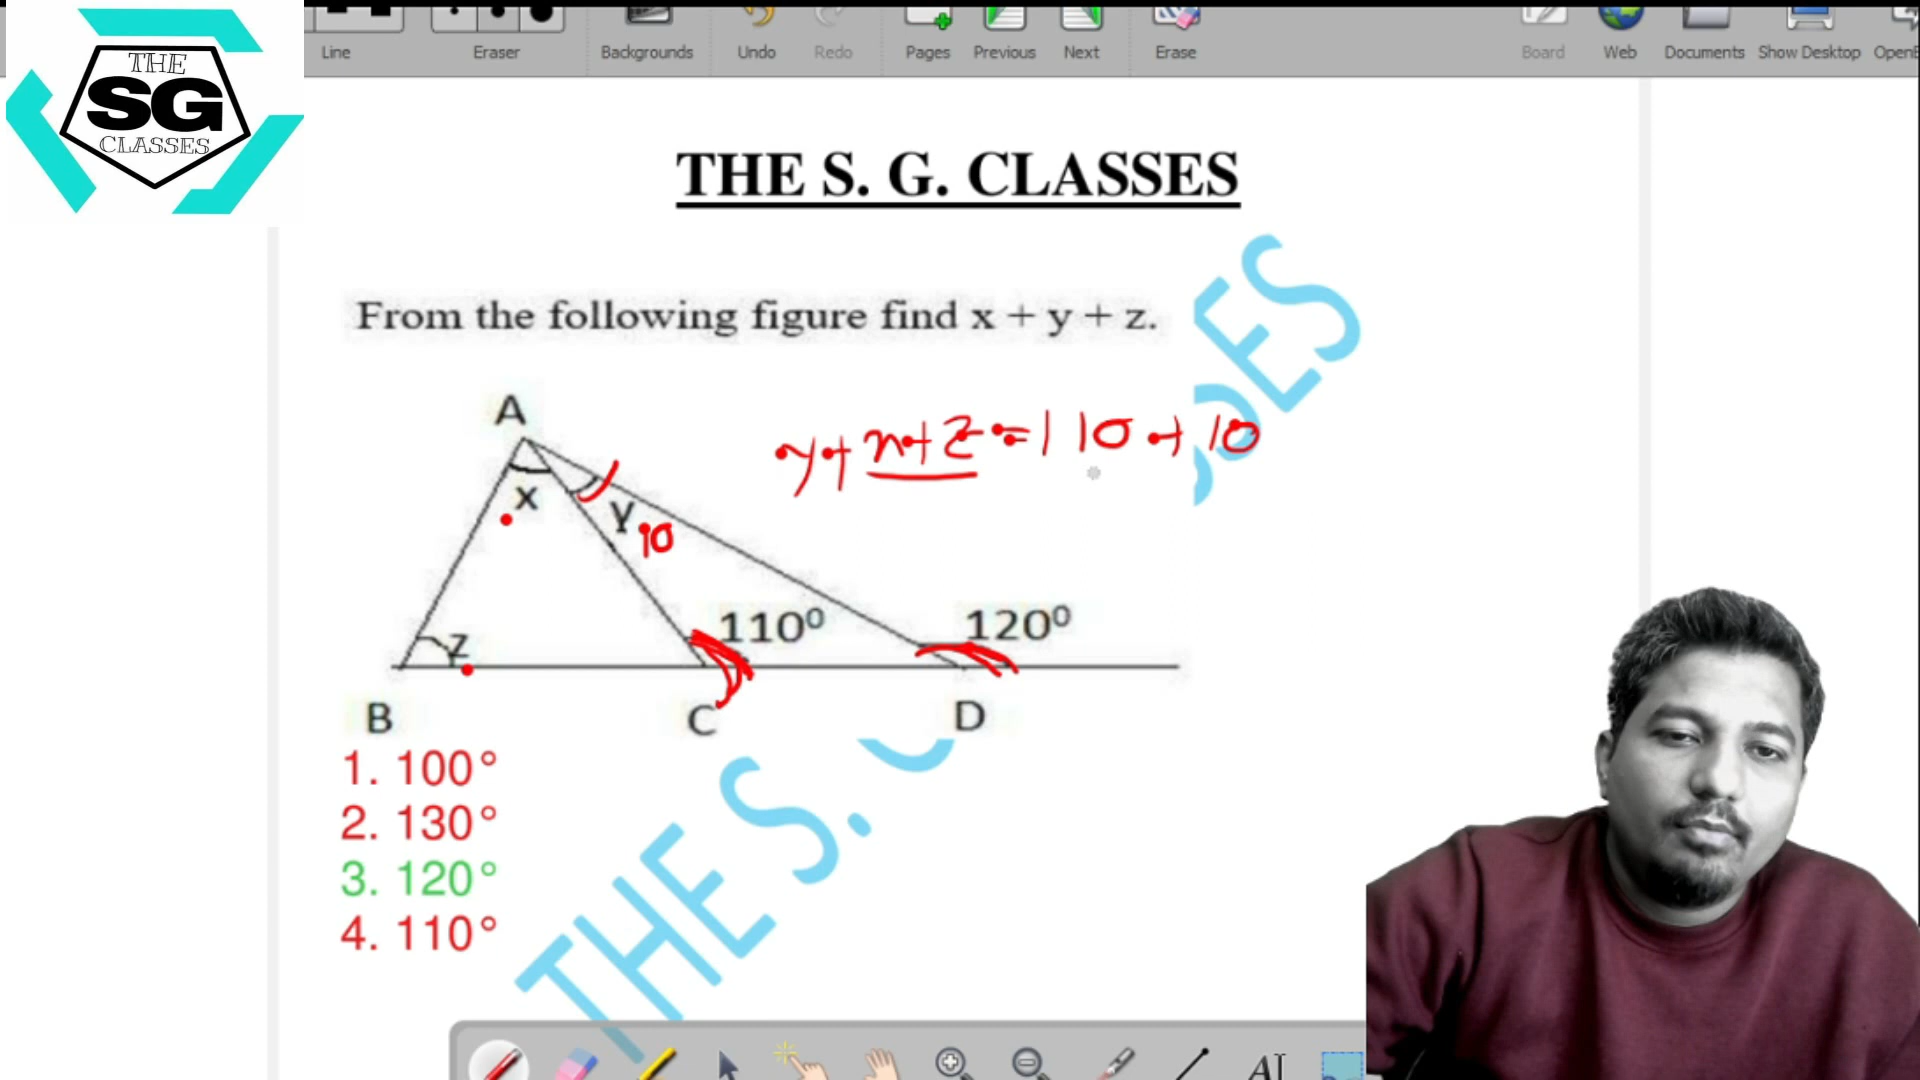 Line Eraser Backgrounds Undo Redo Pages Previous Next Erase Board Web Documents Show Desktop
THE
SG
CLASSES
THE S. G. CLASSES
From the following figure find x + y + z.
A
y + x + z = 110 + 10
X
Y 10
110⁰ 120⁰
Z
B C D
1. 100°
2. 130°
3. 120°
4. 110°
THE S.